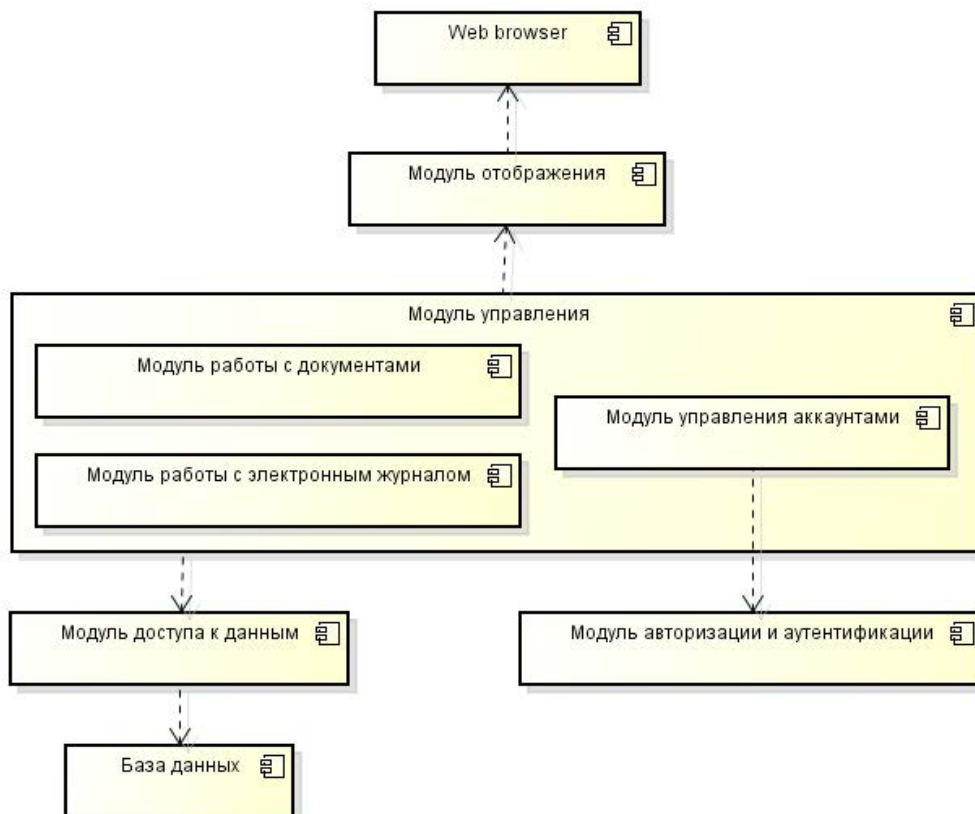 Web browser
Модуль отображения
Модуль управления
Модуль работы с документами
Модуль управления аккаунтами
Модуль работы с электронным журналом
Модуль доступа к данным
Модуль авторизации и аутентификации
База данных